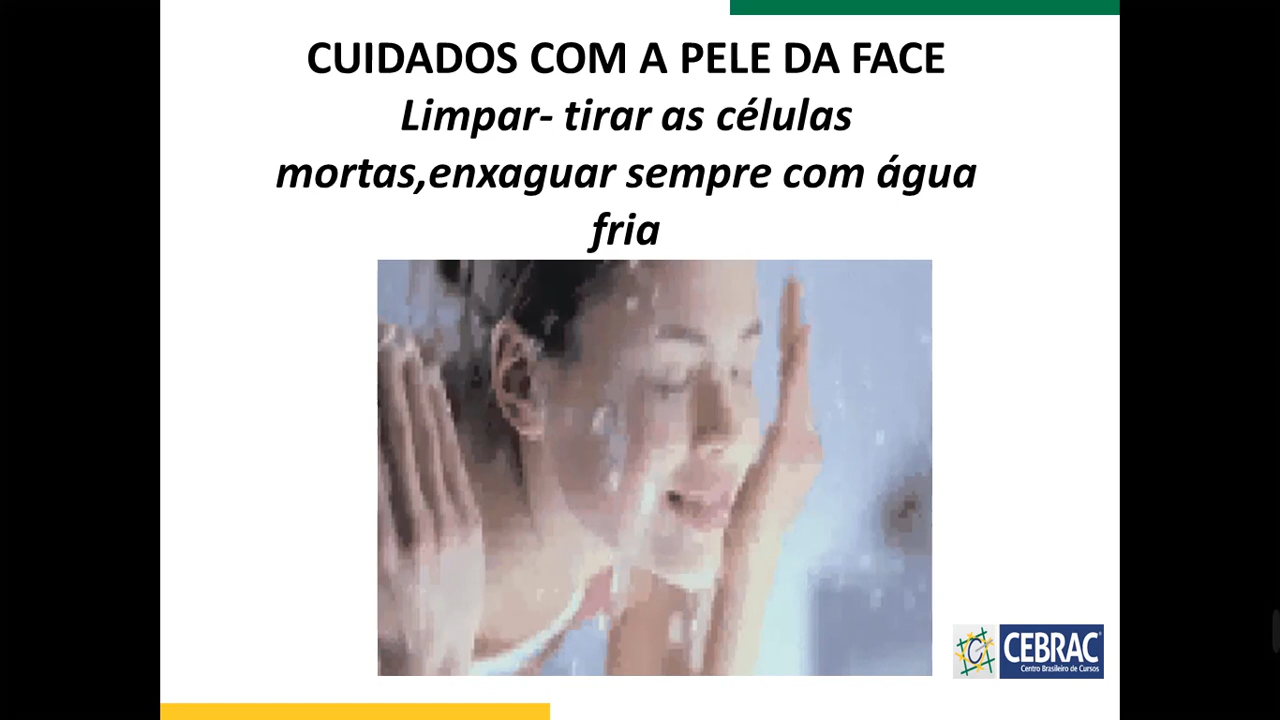 CUIDADOS COM A PELE DA FACE
Limpar- tirar as células
mortas,enxaguar sempre com água
fria
CEBRAC
Centro Brasileiro de Cursos